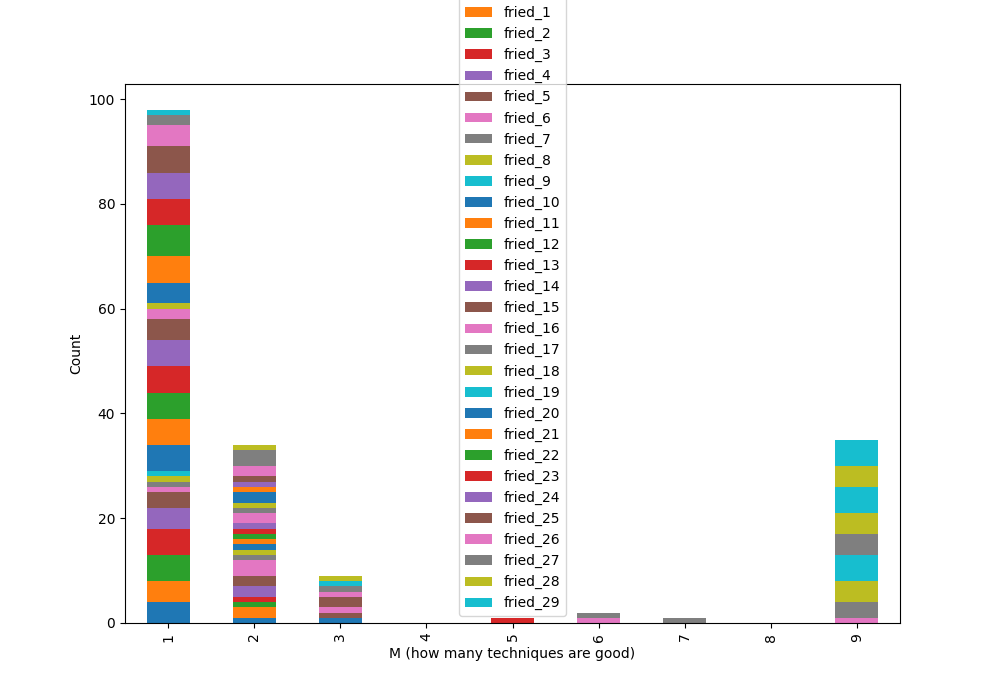 fried_1
fried_2
fried_3
fried_4
fried_5
fried_6
fried_7
fried_8
fried_9
fried_10
fried_11
fried_12
fried_13
fried_14
fried_15
fried_16
fried_17
fried_18
fried_19
fried_20
fried_21
fried_22
fried_23
fried_24
fried_25
fried_26
fried_27
fried_28
fried_29
100
80
60
40
20
0
Count
1 2 3 4 5 6 7 8 9
M (how many techniques are good)